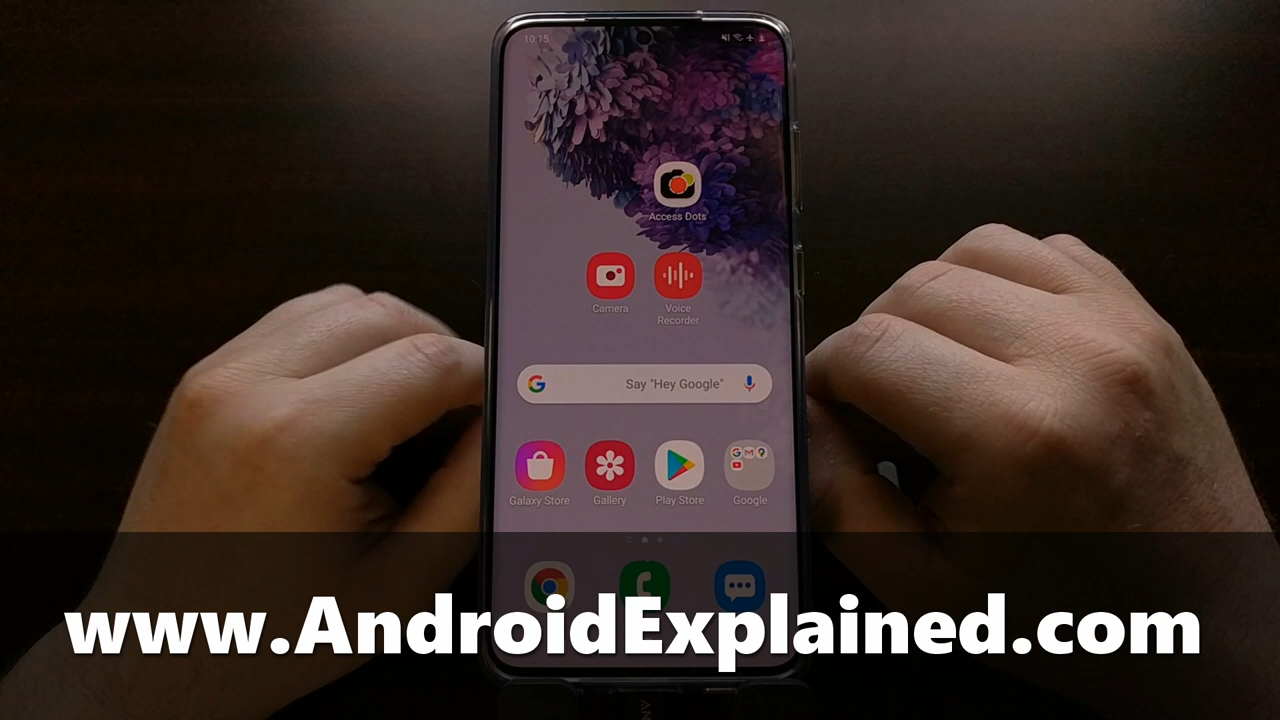 10:15
Access Dots
Camera
Voice
Recorder
Say "Hey Google"
Galaxy Store
Gallery
Play Store
Google
www.AndroidExplained.com